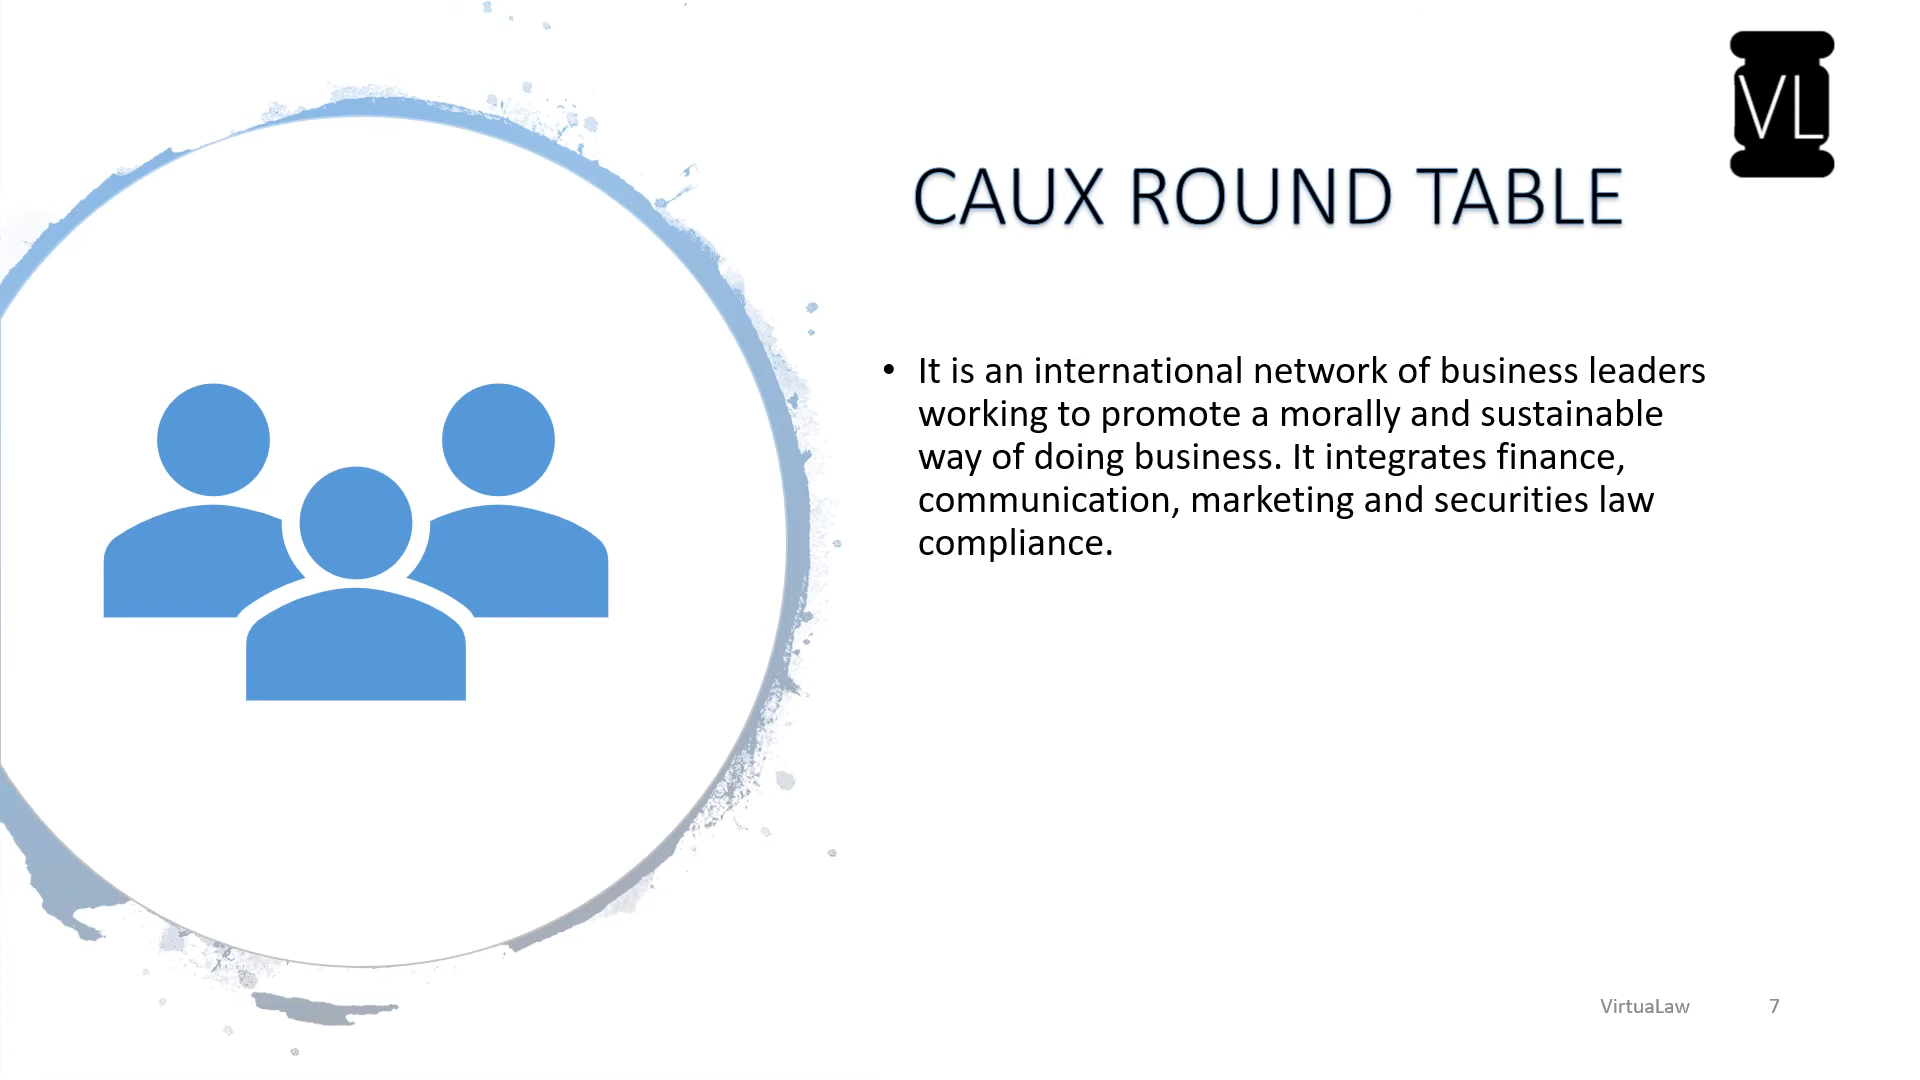 VL
CAUX ROUND TABLE
• It is an international network of business leaders
working to promote a morally and sustainable
way of doing business. It integrates finance,
communication, marketing and securities law
compliance.
VirtuaLaw 7